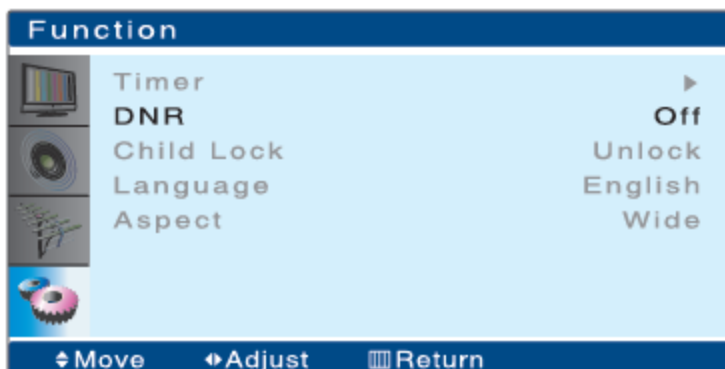 Function
Timer
DNR Off
Child Lock Unlock
Language English
Aspect Wide
Move Adjust Return